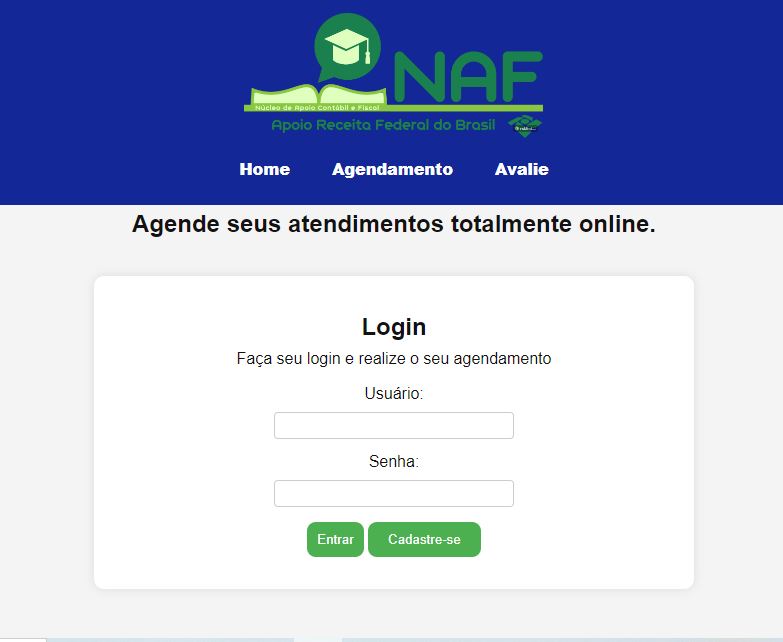 NAF
Núcleo de Apoio Contábil e Fiscal
Apoio Receita Federal do Brasil
Home Agendamento Avalie
Agende seus atendimentos totalmente online.
Login
Faça seu login e realize o seu agendamento
Usuário:
Senha:
Entrar Cadastre-se